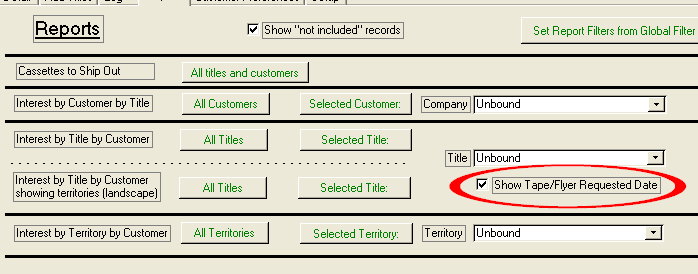 Reports
Show "not included" records
Set Report Filters from Global Filter
Cassettes to Ship Out
All titles and customers
Interest by Customer by Title
All Customers
Selected Customer:
Company
Unbound
Interest by Title by Customer
All Titles
Selected Title:
Title
Unbound
Interest by Title by Customer
showing territories (landscape)
All Titles
Selected Title:
Show Tape/Flyer Requested Date
Interest by Territory by Customer
All Territories
Selected Territory:
Territory
Unbound